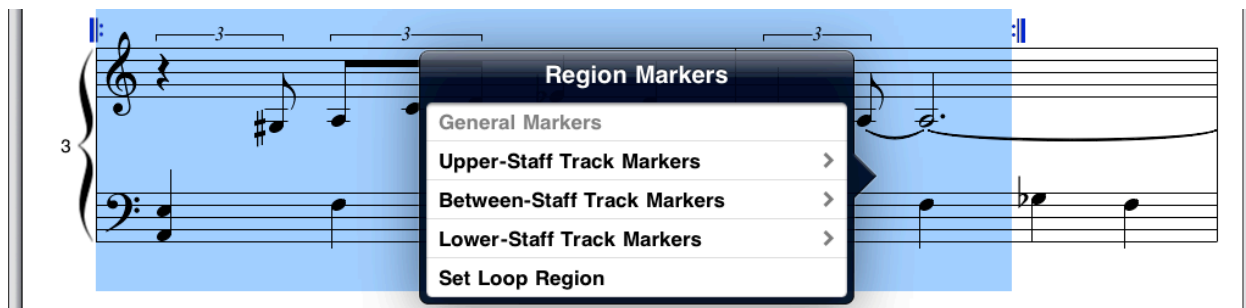 3
3
3
Region Markers
General Markers
Upper-Staff Track Markers
3
Between-Staff Track Markers
Lower-Staff Track Markers
Set Loop Region